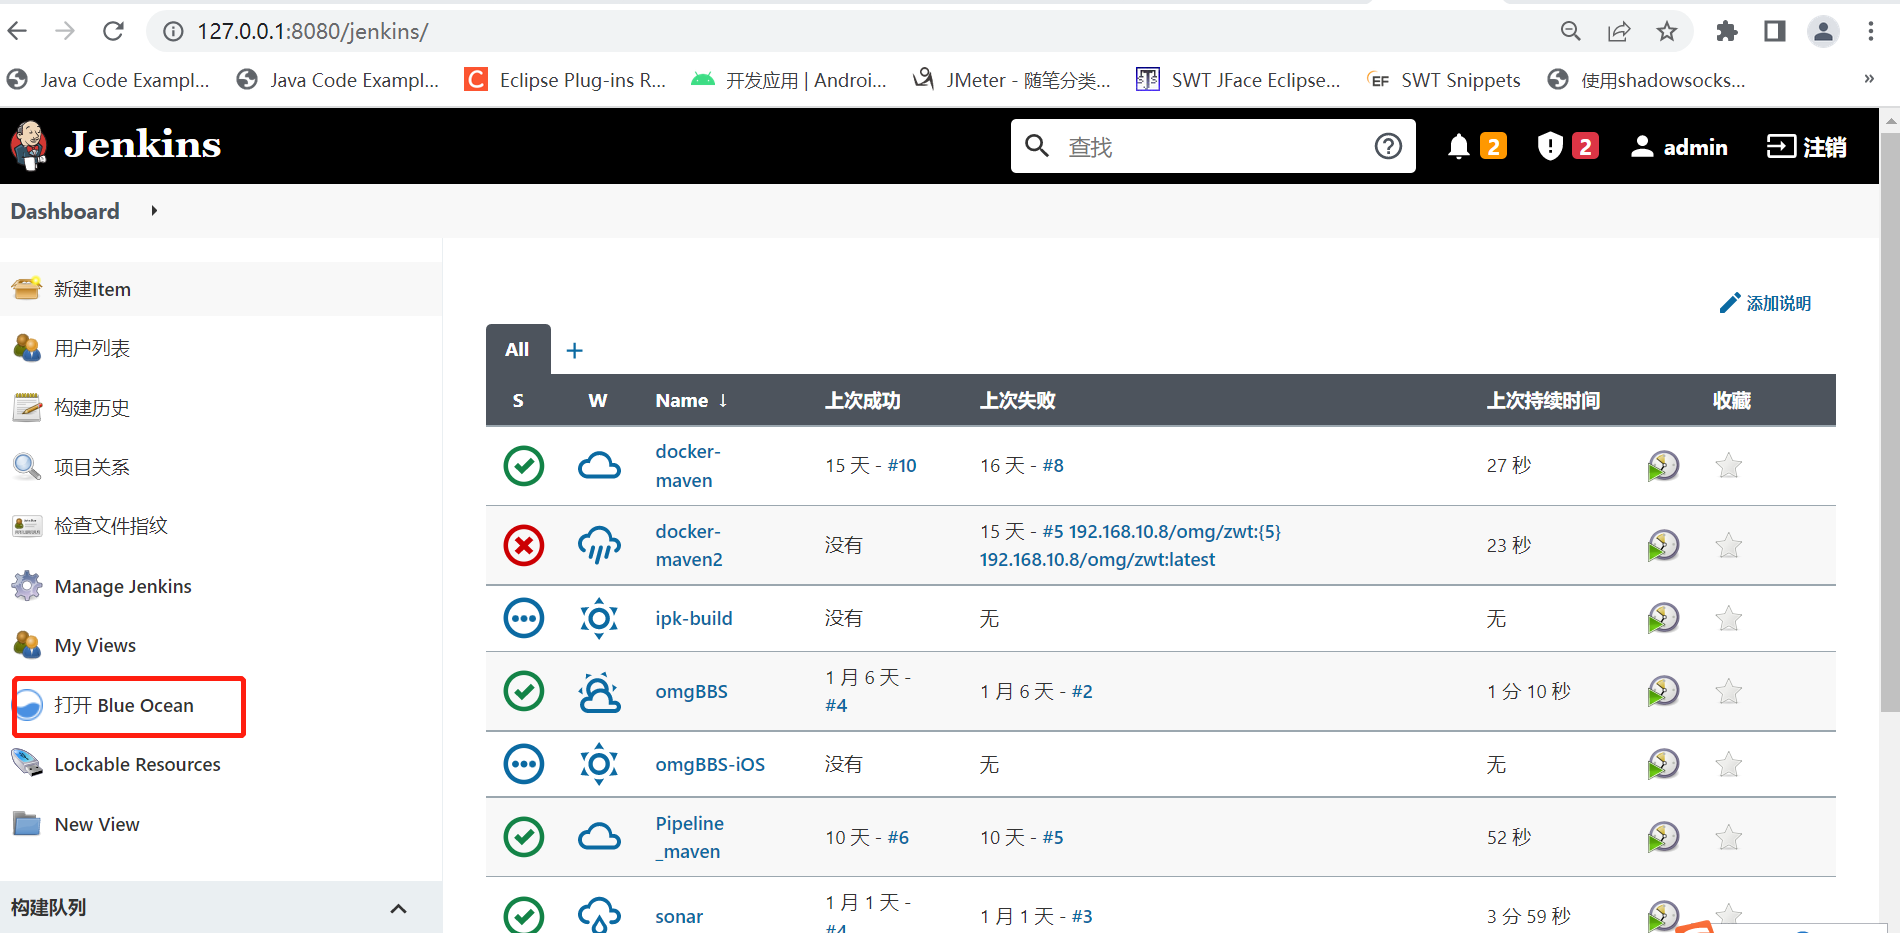 127.0.0.1:8080/jenkins/
Java Code Exampl...
Java Code Exampl...
Eclipse Plug-ins R...
开发应用 | Androi...
JMeter - 随笔分类...
SWT JFace Eclipse...
SWT Snippets
使用shadowsocks...
»
Jenkins
查找
2
2
admin
注销
Dashboard
新建Item
用户列表
构建历史
项目关系
检查文件指纹
Manage Jenkins
My Views
打开 Blue Ocean
Lockable Resources
New View
构建队列
添加说明
All
+
S W Name ↓ 上次成功 上次失败 上次持续时间 收藏
docker-
maven
15 天 - #10
16 天 - #8
27 秒
docker-
maven2
没有
15 天 - #5 192.168.10.8/omg/zwt:{5}
192.168.10.8/omg/zwt:latest
23 秒
ipk-build
没有
无
无
omgBBS
1 月 6 天 -
#4
1 月 6 天 - #2
1 分 10 秒
omgBBS-iOS
没有
无
无
Pipeline
_maven
10 天 - #6
10 天 - #5
52 秒
sonar
1 月 1 天 -
#4
1 月 1 天 - #3
3 分 59 秒